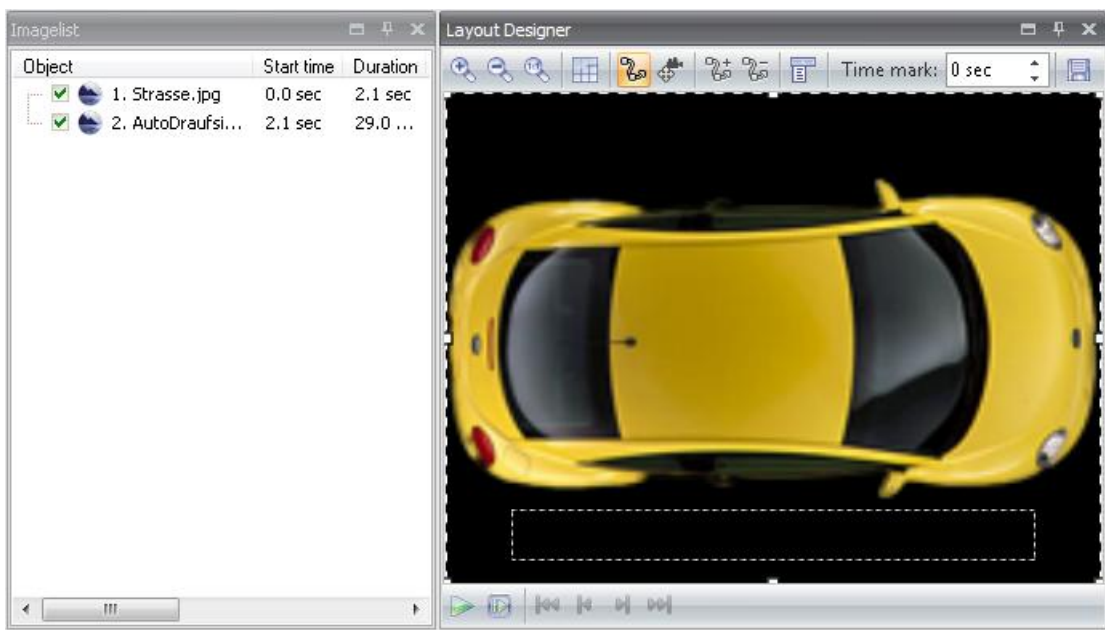 Imagelist
Object Start time Duration
1. Strasse.jpg 0.0 sec 2.1 sec
2. AutoDraufsi... 2.1 sec 29.0 ...
Layout Designer
Time mark: 0 sec